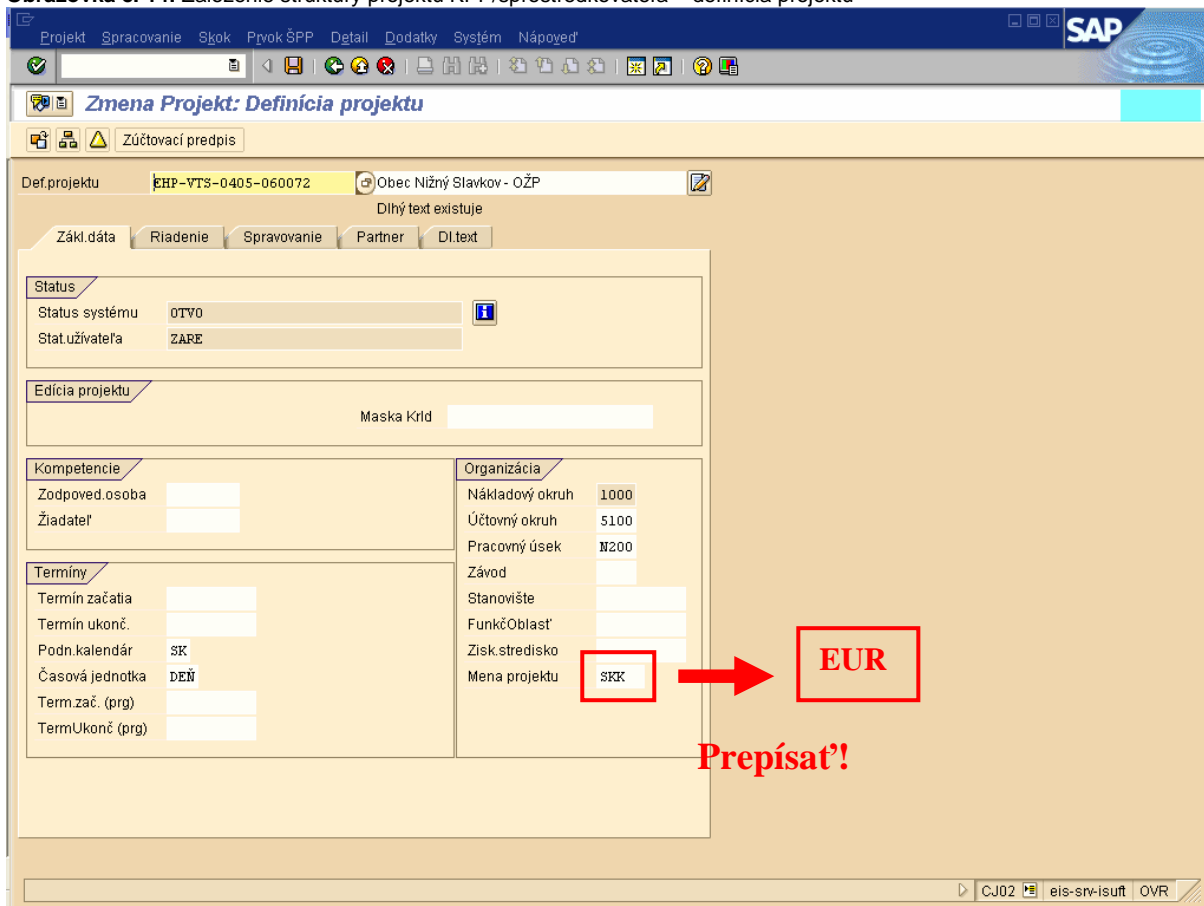 Projekt Spracovanie Skok Prvok ŠPP Detail Dodatky Systém Nápoveď
SAP
Zmena Projekt: Definícia projektu
Zúčtovací predpis
Def.projektu EHP-VTS-0405-060072 Obec Nižný Slavkov - OŽP
Dlhý text existuje
Zákl.dáta Riadenie Spravovanie Partner Dl.text
Status
Status systému OTVO
Stat.užívateľa ZARE
Edícia projektu
Maska KrId
Kompetencie
Zodpoved.osoba
Žiadateľ
Organizácia
Nákladový okruh 1000
Účtovný okruh 5100
Pracovný úsek N200
Závod
Stanovište
FunkčOblasť
Zisk.stredisko
Mena projektu SKK
EUR
Prepísať!
Termíny
Termín začatia
Termín ukonč.
Podn.kalendár SK
Časová jednotka DEŇ
Term.zač. (prg)
TermUkonč (prg)
CJ02 eis-srv-isuft OVR